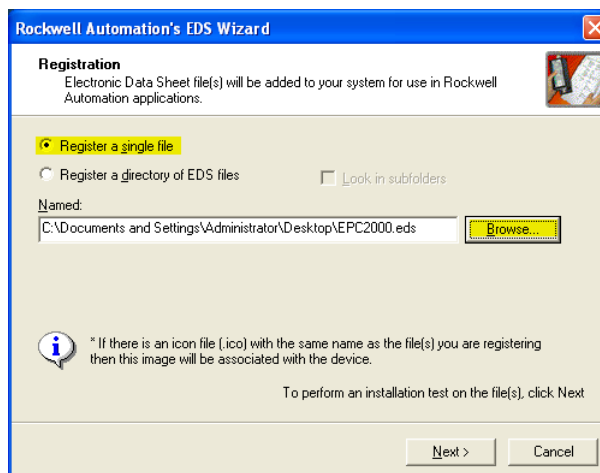 Rockwell Automation's EDS Wizard
Registration
Electronic Data Sheet file(s) will be added to your system for use in Rockwell
Automation applications.
Register a single file
Register a directory of EDS files
Look in subfolders
Named:
C:\Documents and Settings\Administrator\Desktop\EPC2000.eds
Browse...
* If there is an icon file (.ico) with the same name as the file(s) you are registering
then this image will be associated with the device.
To perform an installation test on the file(s), click Next
Next >
Cancel